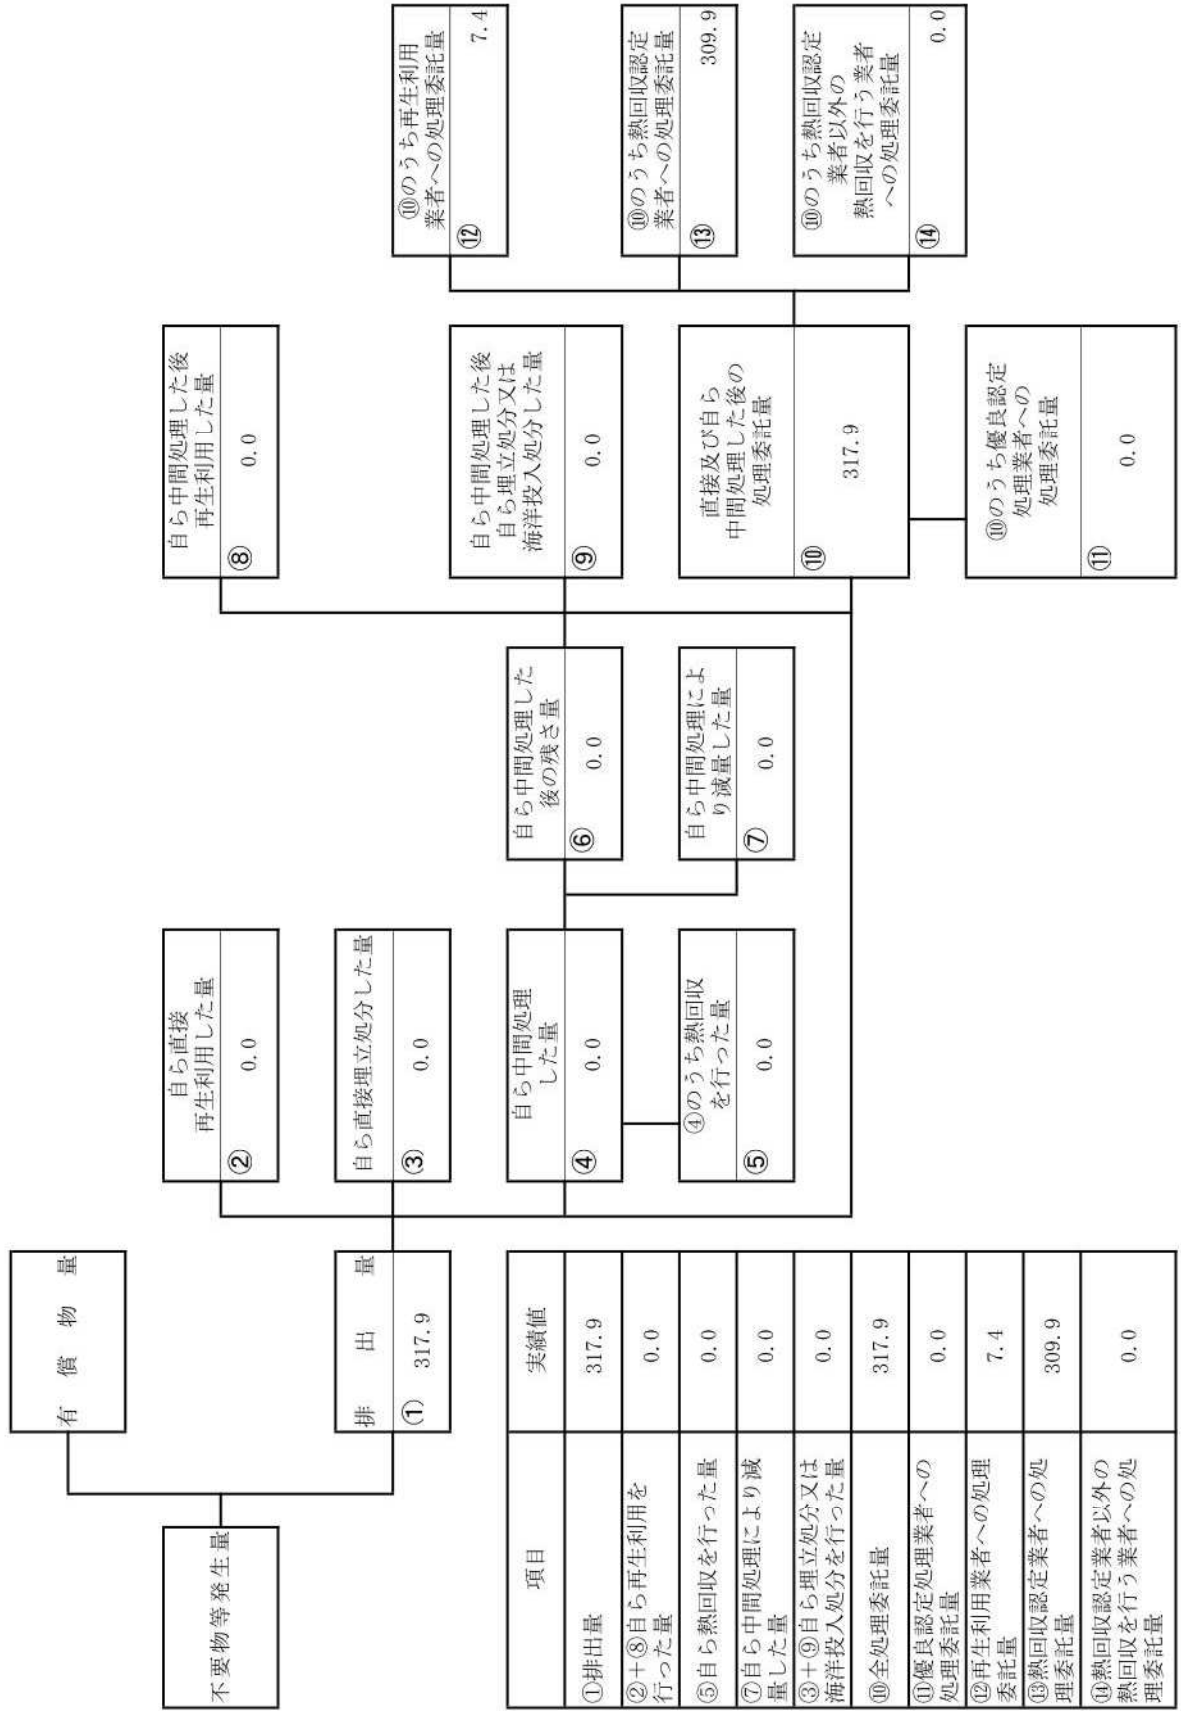 不要物等発生量
有償物量
排出量
① 317.9
自ら直接
再生利用した量
② 0.0
自ら直接埋立処分した量
③ 0.0
自ら中間処理
した量
④ 0.0
④のうち熱回収
を行った量
⑤ 0.0
自ら中間処理した
後の残さ量
⑥ 0.0
自ら中間処理によ
り減量した量
⑦ 0.0
自ら中間処理した後
再生利用した量
⑧ 0.0
自ら中間処理した後
自ら埋立処分又は
海洋投入処分した量
⑨ 0.0
直接及び自ら
中間処理した後の
処理委託量
⑩ 317.9
⑩のうち優良認定
処理業者への
処理委託量
⑪ 0.0
⑩のうち再生利用
業者への処理委託量
⑫ 7.4
⑩のうち熱回収認定
業者への処理委託量
⑬ 309.9
⑩のうち熱回収認定
業者以外の
熱回収を行う業者
への処理委託量
⑭ 0.0
項目 実績値
①排出量 317.9
②＋⑧自ら再生利用を
行った量 0.0
⑤自ら熱回収を行った量 0.0
⑦自ら中間処理により減
量した量 0.0
③＋⑨自ら埋立処分又は
海洋投入処分を行った量 0.0
⑩全処理委託量 317.9
⑪優良認定処理業者への
処理委託量 0.0
⑫再生利用業者への処理
委託量 7.4
⑬熱回収認定業者への処
理委託量 309.9
⑭熱回収認定業者以外の
熱回収を行う業者への処
理委託量 0.0